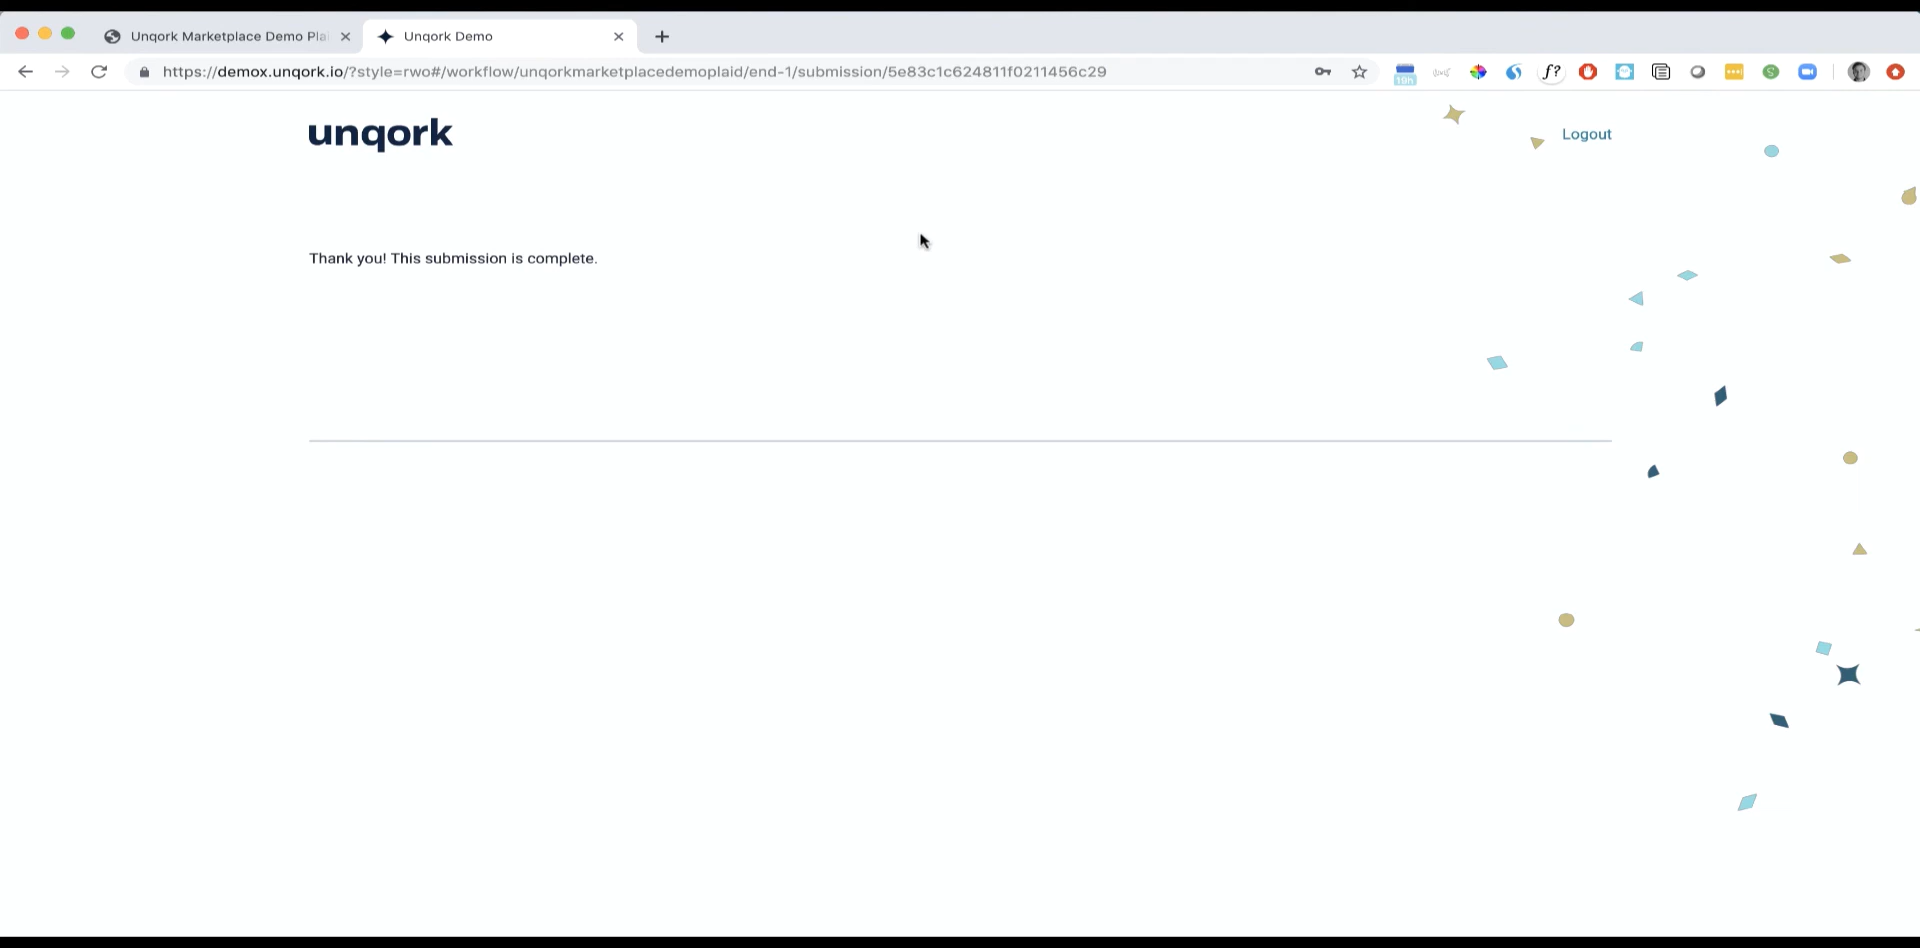 Unqork Marketplace Demo Pla
Unqork Demo
https://demox.unqork.io/?style=rwo#/workflow/unqorkmarketplacedemoplaid/end-1/submission/5e83c1c624811f0211456c29
19h
f?
S
unqork
Logout
Thank you! This submission is complete.